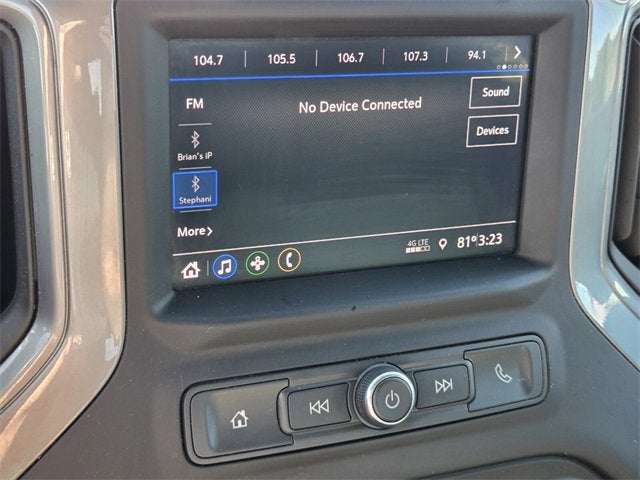 104.7 105.5 106.7 107.3 94.1
FM
No Device Connected
Sound
Brian's iP
Devices
Stephani
More
4G LTE 81° 3:23